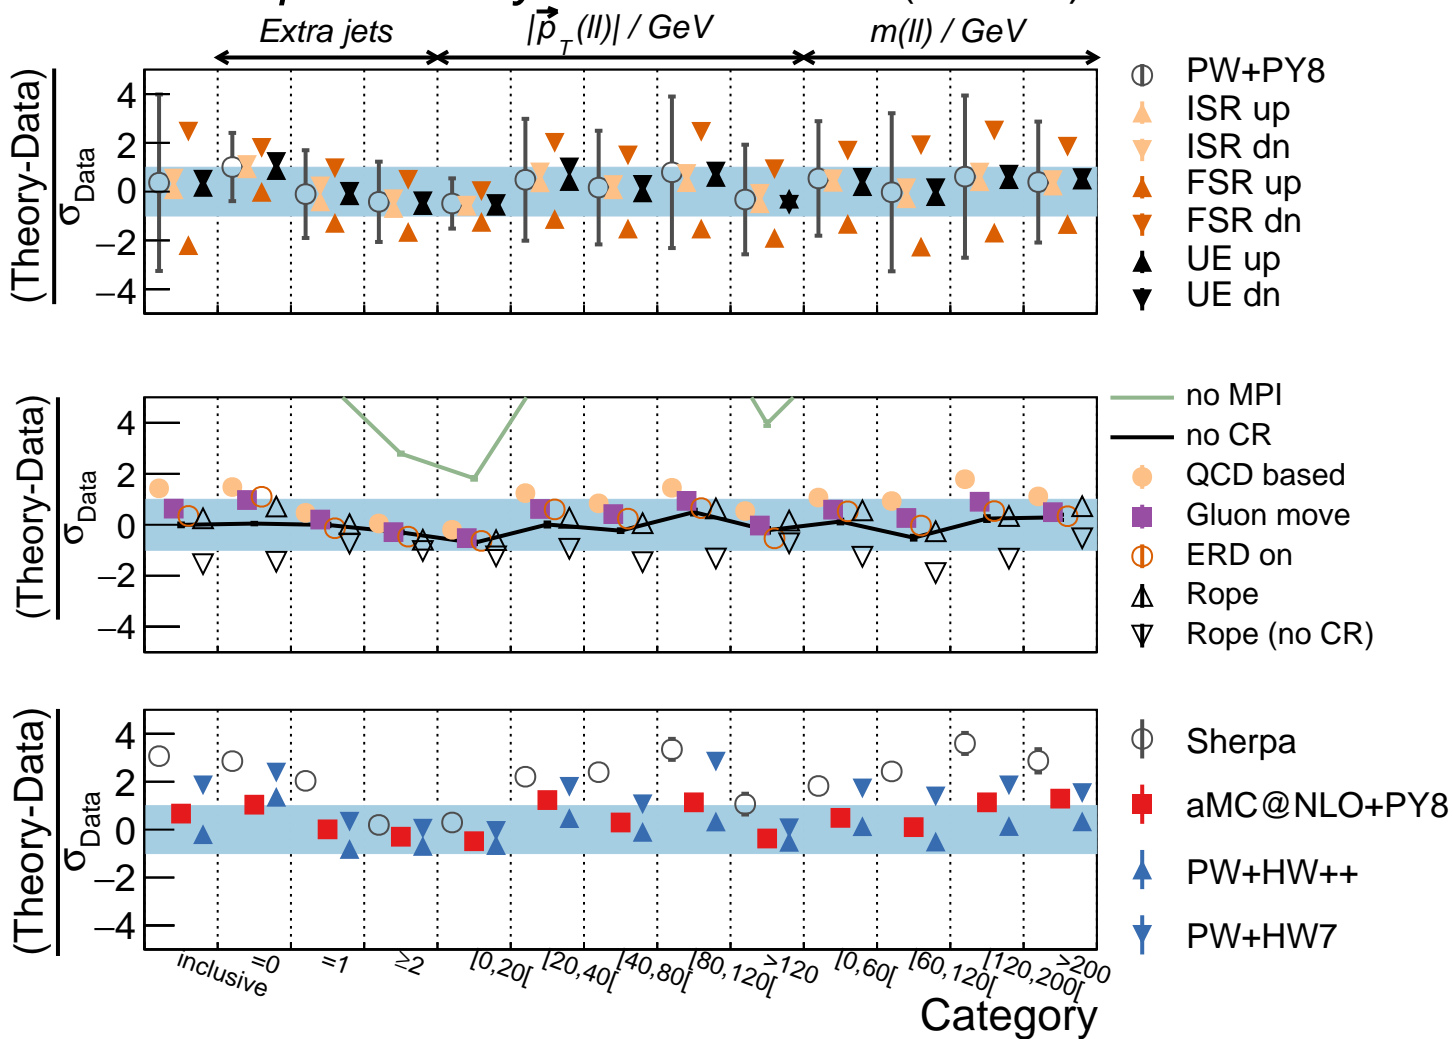 Extra jets
|p⃗_T(ll)| / GeV
m(ll) / GeV
(Theory-Data)
σ_Data
4
2
0
−2
−4
PW+PY8
ISR up
ISR dn
FSR up
FSR dn
UE up
UE dn
(Theory-Data)
σ_Data
4
2
0
−2
−4
no MPI
no CR
QCD based
Gluon move
ERD on
Rope
Rope (no CR)
(Theory-Data)
σ_Data
4
2
0
−2
−4
Sherpa
aMC@NLO+PY8
PW+HW++
PW+HW7
inclusive
=0
=1
≥2
[0,20[
[20,40[
[40,80[
[80,120[
>120
[0,60[
[60,120[
[120,200[
>200
Category